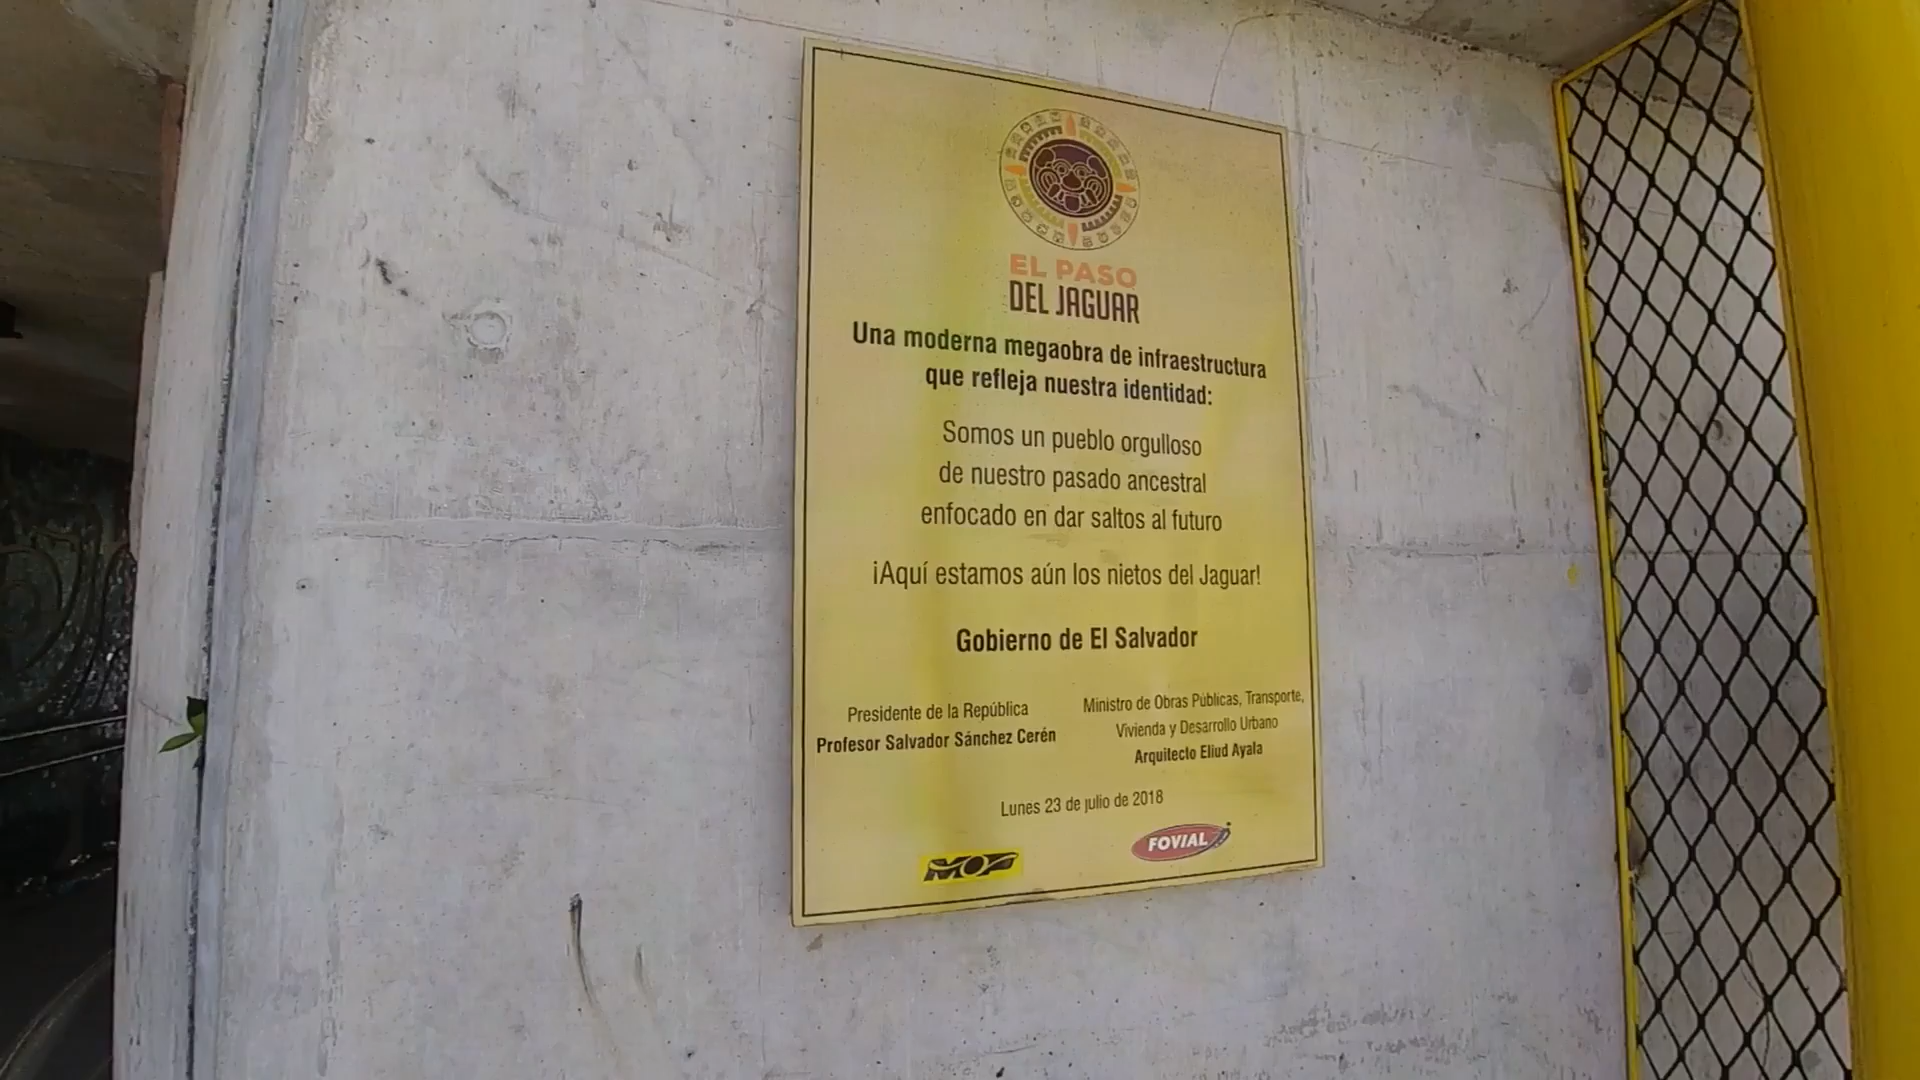 EL PASO
DEL JAGUAR
Una moderna megaobra de infraestructura
que refleja nuestra identidad:
Somos un pueblo orgulloso
de nuestro pasado ancestral
enfocado en dar saltos al futuro
¡Aquí estamos aún los nietos del Jaguar!
Gobierno de El Salvador
Presidente de la República
Profesor Salvador Sánchez Cerén
Ministro de Obras Públicas, Transporte,
Vivienda y Desarrollo Urbano
Arquitecto Eliud Ayala
Lunes 23 de julio de 2018
MOP
FOVIAL